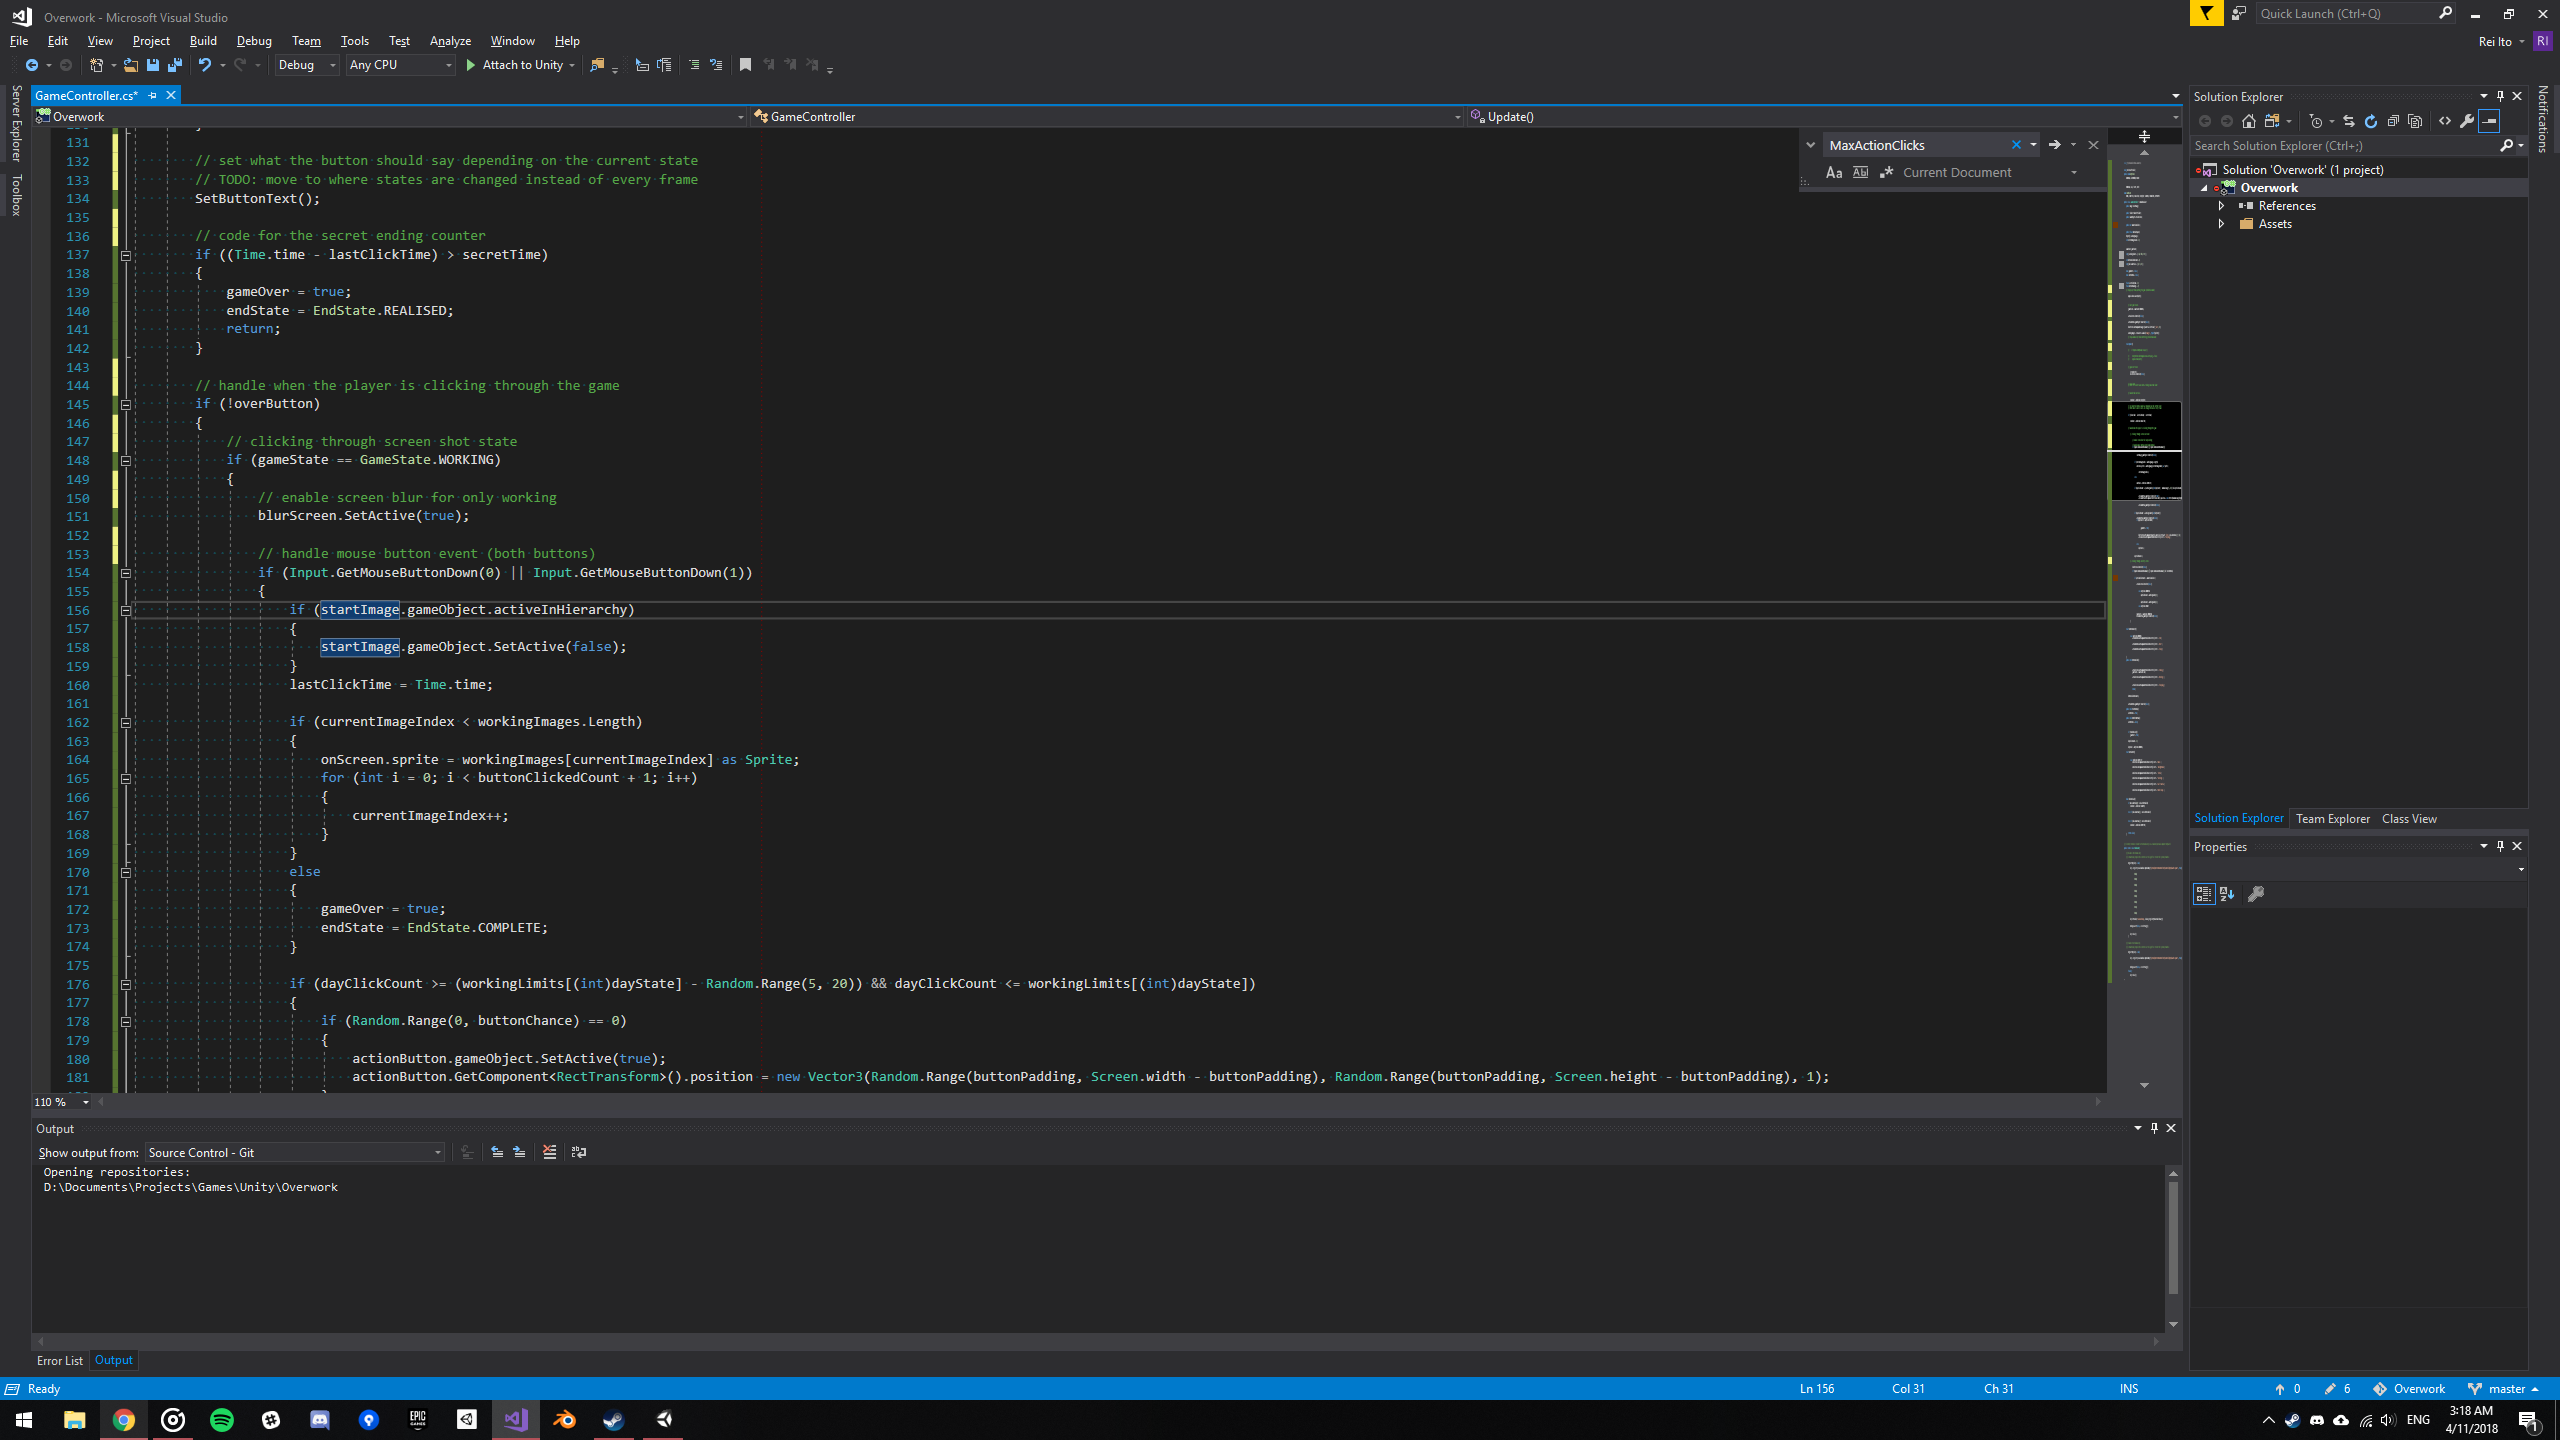 Overwork - Microsoft Visual Studio
Quick Launch (Ctrl+Q)
File Edit View Project Build Debug Team Tools Test Analyze Window Help
Rei Ito RI
Debug Any CPU Attach to Unity
Server Explorer
Toolbox
GameController.cs*
Overwork GameController Update()
MaxActionClicks
Aa Current Document
131
132 // set what the button should say depending on the current state
133 // TODO: move to where states are changed instead of every frame
134 SetButtonText();
135
136 // code for the secret ending counter
137 if ((Time.time - lastClickTime) > secretTime)
138 {
139 gameOver = true;
140 endState = EndState.REALISED;
141 return;
142 }
143
144 // handle when the player is clicking through the game
145 if (!overButton)
146 {
147 // clicking through screen shot state
148 if (gameState == GameState.WORKING)
149 {
150 // enable screen blur for only working
151 blurScreen.SetActive(true);
152
153 // handle mouse button event (both buttons)
154 if (Input.GetMouseButtonDown(0) || Input.GetMouseButtonDown(1))
155 {
156 if (startImage.gameObject.activeInHierarchy)
157 {
158 startImage.gameObject.SetActive(false);
159 }
160 lastClickTime = Time.time;
161
162 if (currentImageIndex < workingImages.Length)
163 {
164 onScreen.sprite = workingImages[currentImageIndex] as Sprite;
165 for (int i = 0; i < buttonClickedCount + 1; i++)
166 {
167 currentImageIndex++;
168 }
169 }
170 else
171 {
172 gameOver = true;
173 endState = EndState.COMPLETE;
174 }
175
176 if (dayClickCount >= (workingLimits[(int)dayState] - Random.Range(5, 20)) && dayClickCount <= workingLimits[(int)dayState])
177 {
178 if (Random.Range(0, buttonChance) == 0)
179 {
180 actionButton.gameObject.SetActive(true);
181 actionButton.GetComponent<RectTransform>().position = new Vector3(Random.Range(buttonPadding, Screen.width - buttonPadding), Random.Range(buttonPadding, Screen.height - buttonPadding), 1);
110 %
Output
Show output from: Source Control - Git
Opening repositories:
D:\Documents\Projects\Games\Unity\Overwork
Error List Output
Solution Explorer
Search Solution Explorer (Ctrl+;)
Solution 'Overwork' (1 project)
Overwork
References
Assets
Solution Explorer Team Explorer Class View
Properties
Notifications
Ready
Ln 156 Col 31 Ch 31 INS 0 6 Overwork master
EPIC GAMES
ENG
3:18 AM
4/11/2018
1